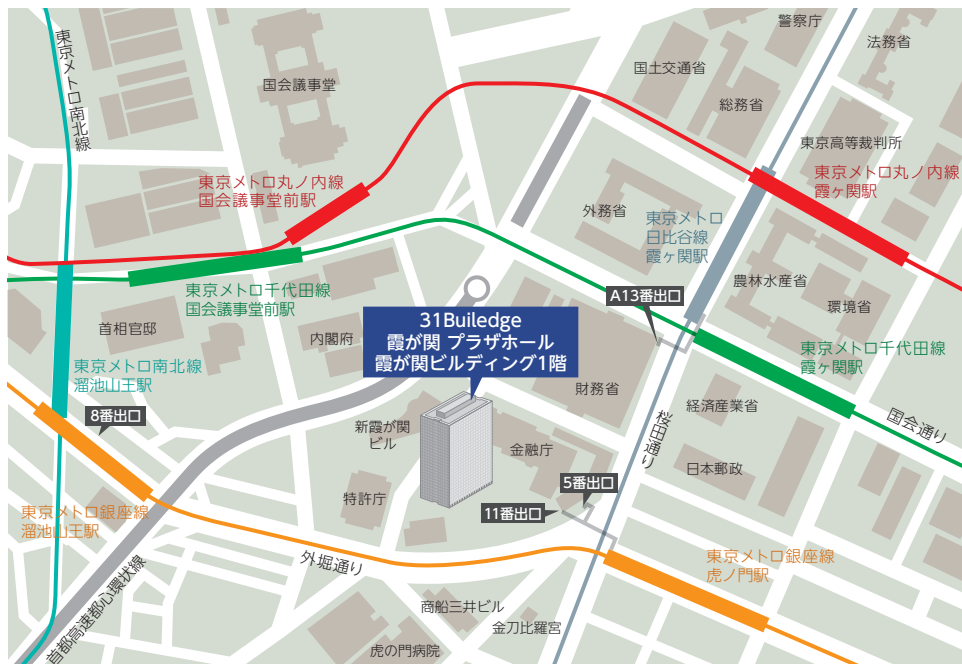 警察庁
法務省
東京メトロ南北線
国会議事堂
国土交通省
総務省
東京高等裁判所
東京メトロ丸ノ内線
国会議事堂前駅
東京メトロ丸ノ内線
霞ヶ関駅
外務省
東京メトロ
日比谷線
霞ヶ関駅
農林水産省
環境省
A13番出口
東京メトロ千代田線
国会議事堂前駅
首相官邸
内閣府
31Builedge
霞が関 プラザホール
霞が関ビルディング1階
東京メトロ千代田線
霞ヶ関駅
東京メトロ南北線
溜池山王駅
財務省
経済産業省
国会通り
8番出口
新霞が関
ビル
金融庁
桜田通り
日本郵政
特許庁
5番出口
11番出口
東京メトロ銀座線
溜池山王駅
外堀通り
東京メトロ銀座線
虎ノ門駅
首都高速都心環状線
商船三井ビル
金刀比羅宮
虎の門病院